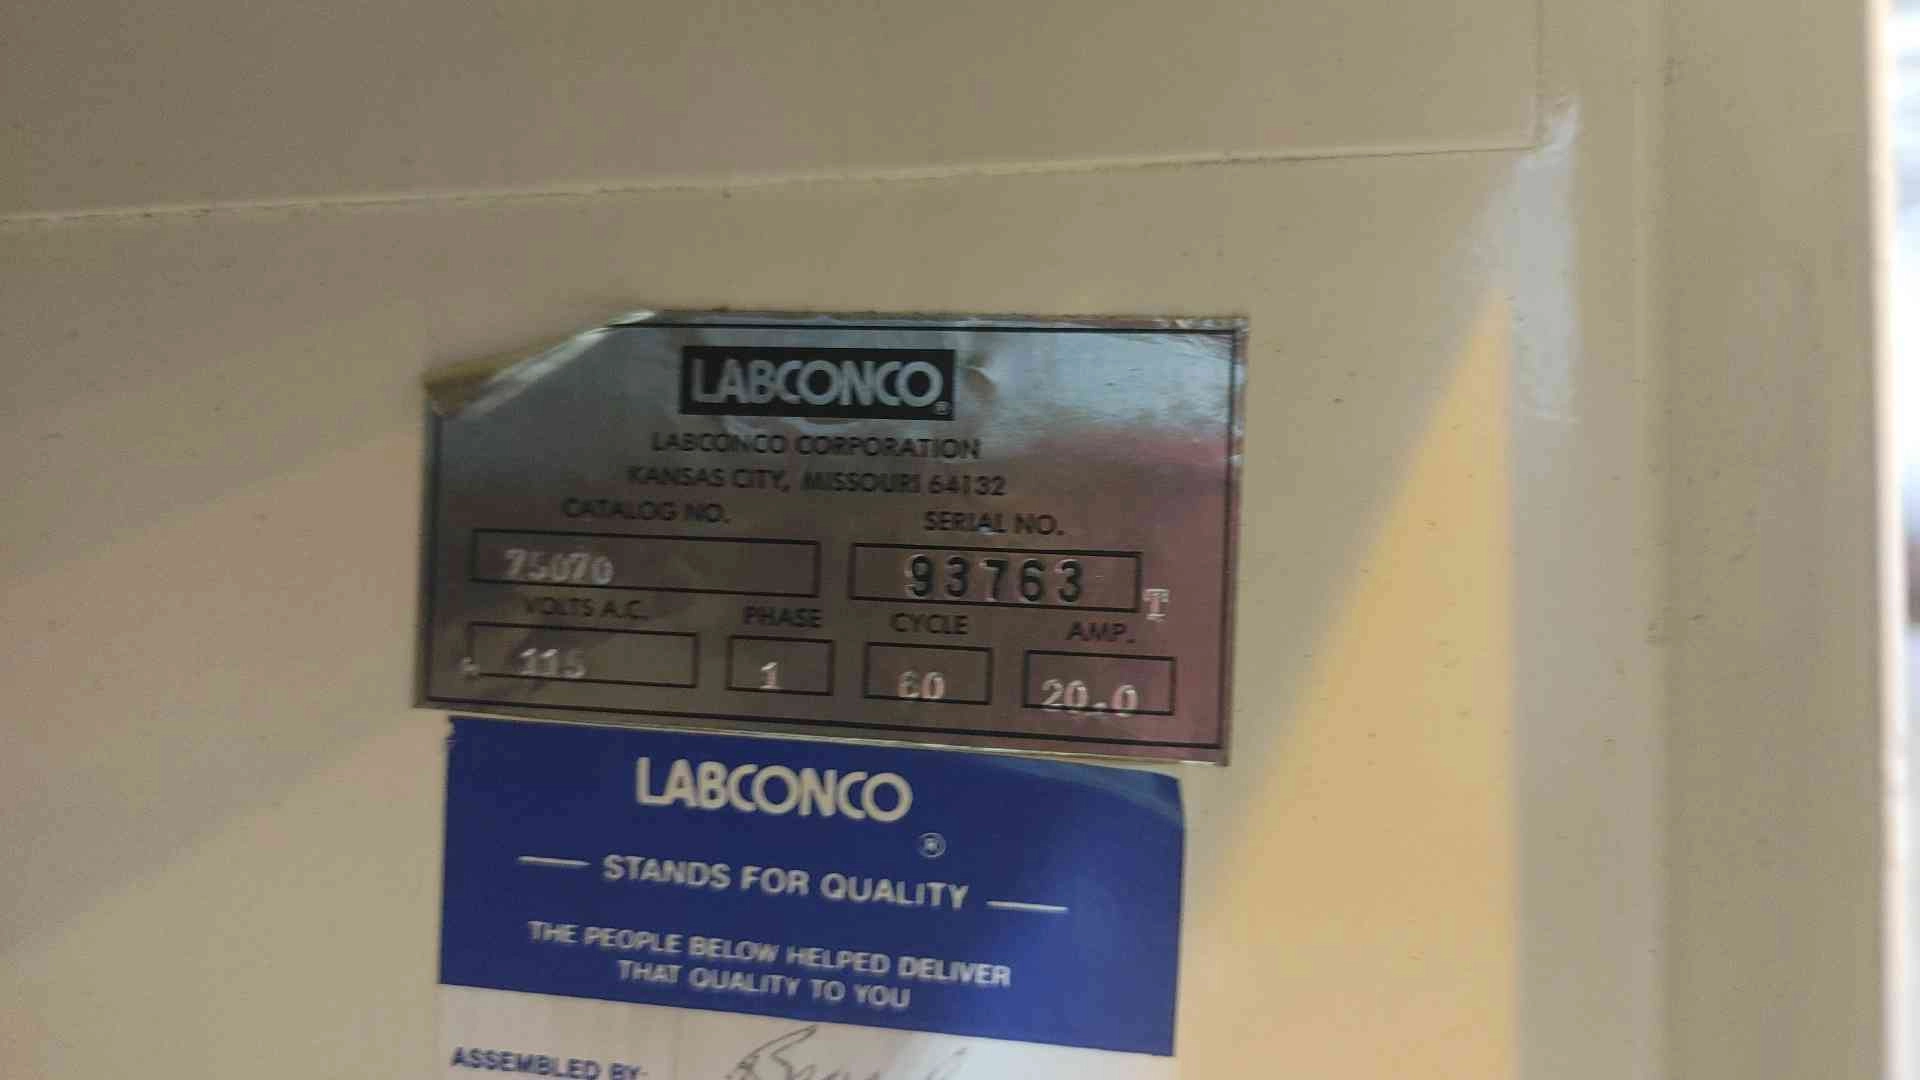 LABCONCO®
LABCONCO CORPORATION
KANSAS CITY, MISSOURI 64132
CATALOG NO. SERIAL NO.
75070 93763 T
VOLTS A.C. PHASE CYCLE AMP.
115 1 60 20.0
LABCONCO
®
STANDS FOR QUALITY
THE PEOPLE BELOW HELPED DELIVER
THAT QUALITY TO YOU
ASSEMBLED BY: